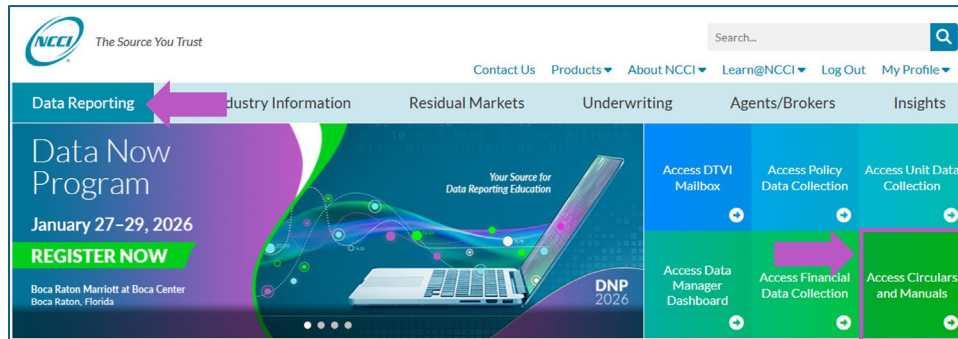 NCCI
The Source You Trust
Search...
Contact Us Products About NCCI Learn@NCCI Log Out My Profile
Data Reporting dustry Information Residual Markets Underwriting Agents/Brokers Insights
Data Now
Program
January 27–29, 2026
REGISTER NOW
Boca Raton Marriott at Boca Center
Boca Raton, Florida
Your Source for
Data Reporting Education
DNP
2026
Access DTVI
Mailbox
Access Policy
Data Collection
Access Unit Data
Collection
Access Data
Manager
Dashboard
Access Financial
Data Collection
Access Circulars
and Manuals